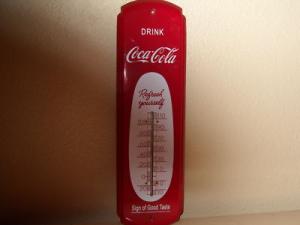 DRINK
Coca-Cola
Refresh
yourself
Sign of Good Taste